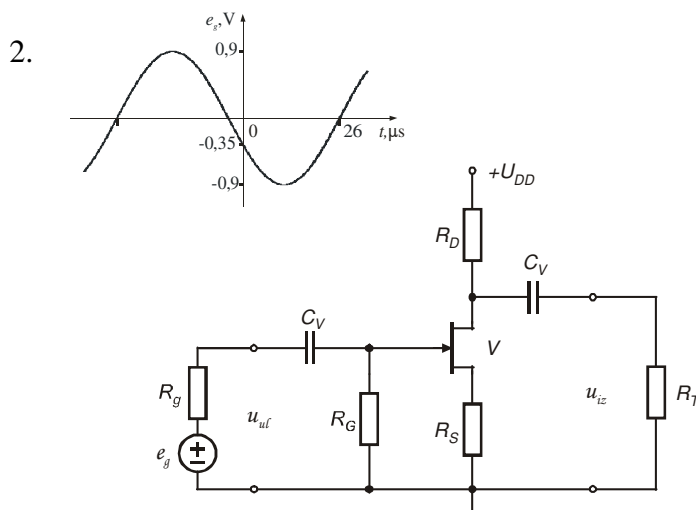 2.
e_g,V
0,9
0
26
t,μs
-0,35
-0,9
+U_DD
R_D
C_V
C_V
V
R_g
u_ul
R_G
R_S
u_iz
R_T
e_g